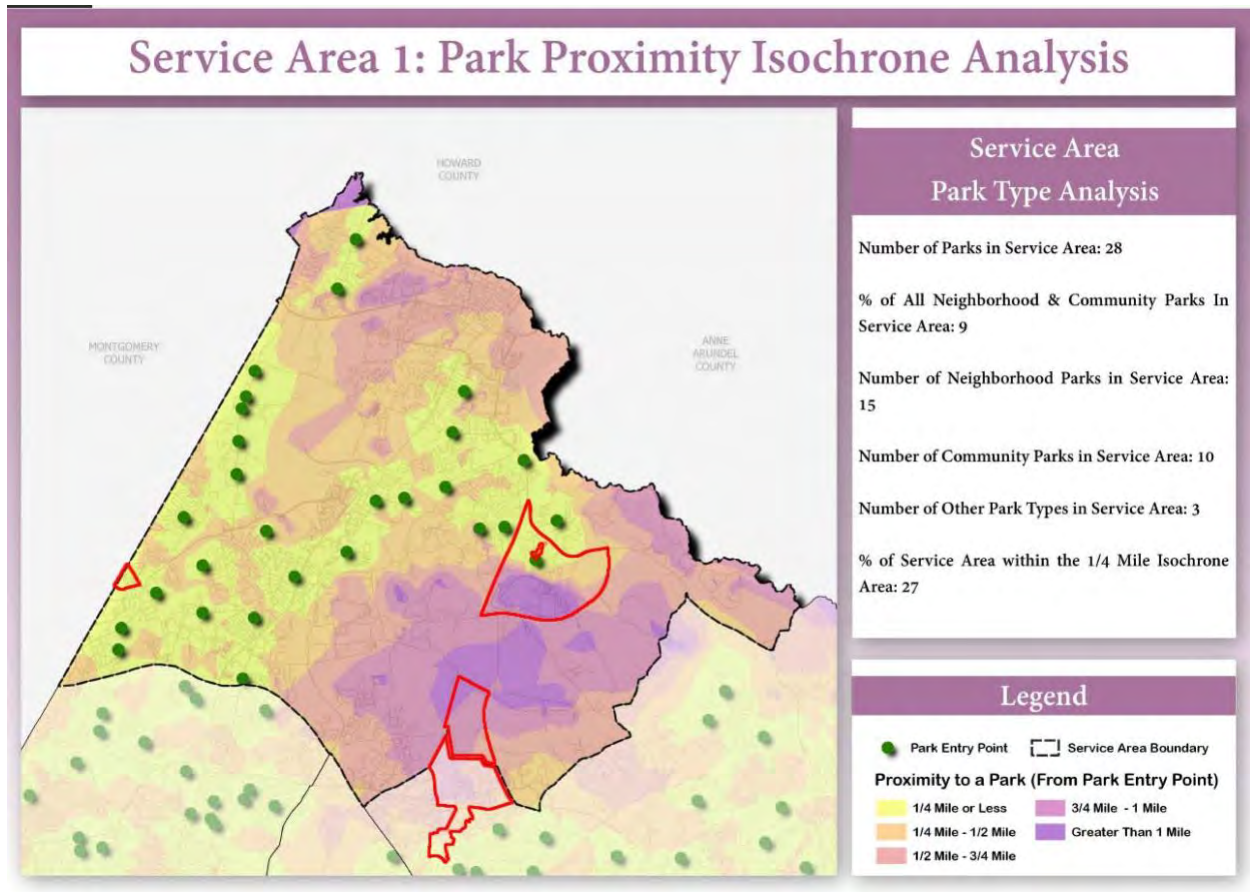 Service Area 1: Park Proximity Isochrone Analysis
HOWARD
COUNTY
MONTGOMERY
COUNTY
ANNE
ARUNDEL
COUNTY
Service Area
Park Type Analysis
Number of Parks in Service Area: 28
% of All Neighborhood & Community Parks In
Service Area: 9
Number of Neighborhood Parks in Service Area:
15
Number of Community Parks in Service Area: 10
Number of Other Park Types in Service Area: 3
% of Service Area within the 1/4 Mile Isochrone
Area: 27
Legend
Park Entry Point
Service Area Boundary
Proximity to a Park (From Park Entry Point)
1/4 Mile or Less
1/4 Mile - 1/2 Mile
1/2 Mile - 3/4 Mile
3/4 Mile - 1 Mile
Greater Than 1 Mile